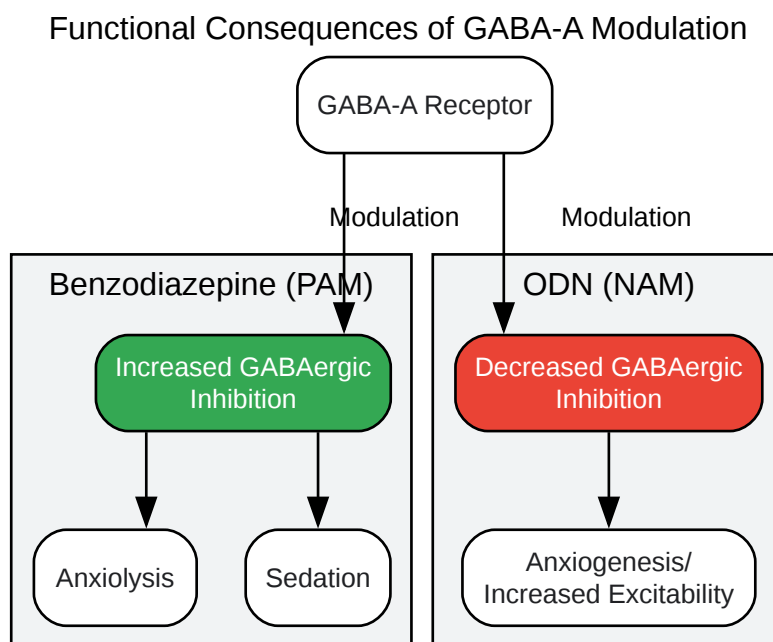 Functional Consequences of GABA-A Modulation
GABA-A Receptor
Modulation
Modulation
Benzodiazepine (PAM)
ODN (NAM)
Increased GABAergic
Inhibition
Decreased GABAergic
Inhibition
Anxiolysis
Sedation
Anxiogenesis/
Increased Excitability